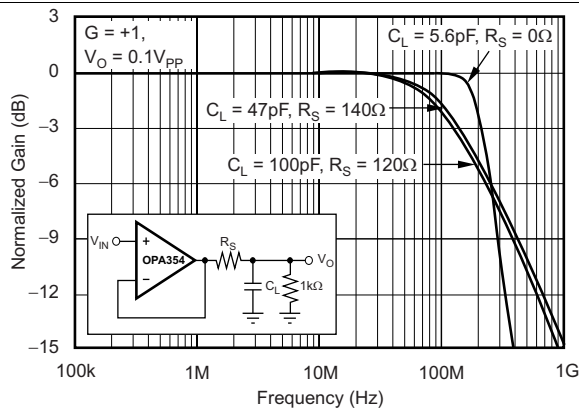 G = +1,
V_O = 0.1V_PP
C_L = 5.6pF, R_S = 0Ω
C_L = 47pF, R_S = 140Ω
C_L = 100pF, R_S = 120Ω
Normalized Gain (dB)
3
0
−3
−6
−9
−12
−15
V_IN
+
−
OPA354
R_S
V_O
C_L
1kΩ
100k
1M
10M
100M
1G
Frequency (Hz)